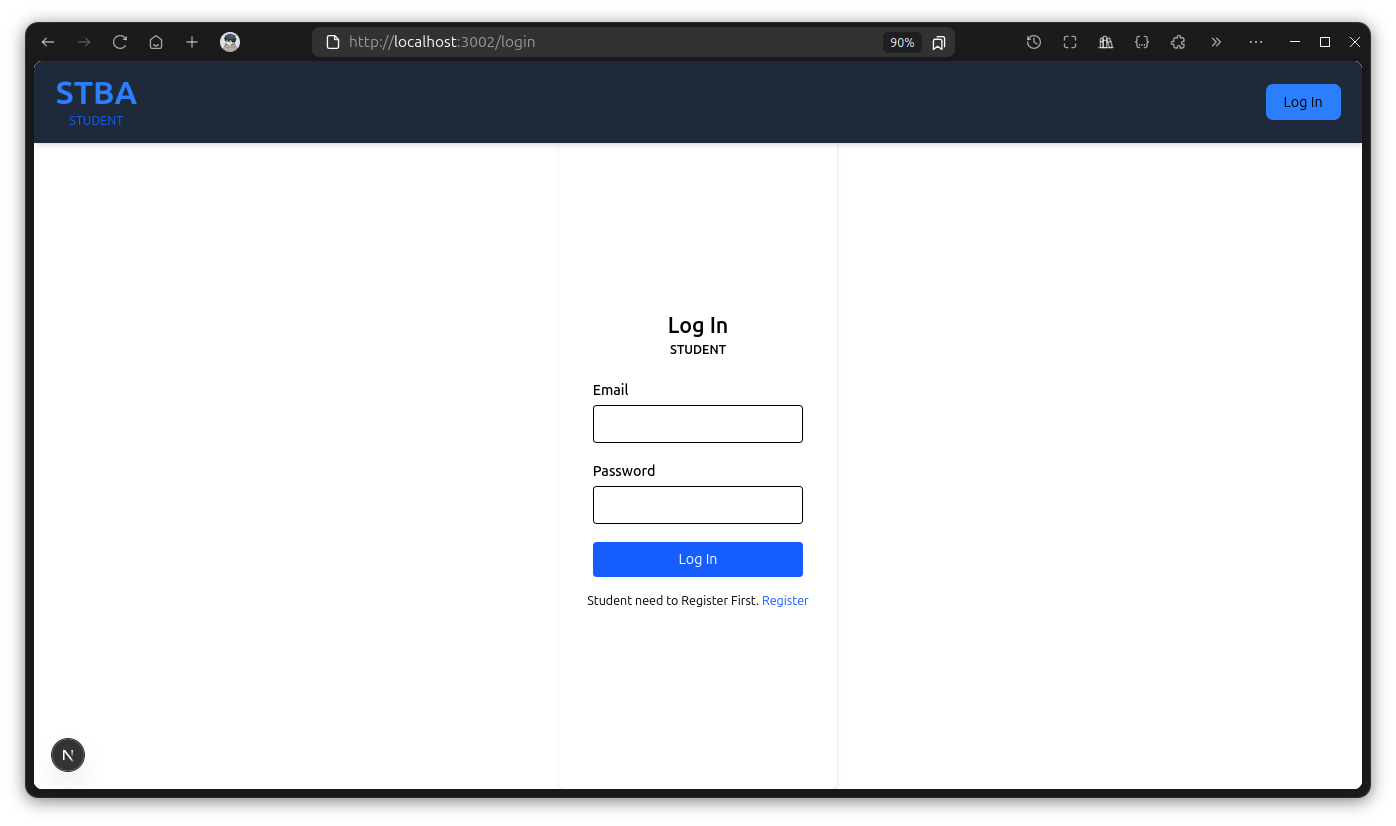 http://localhost:3002/login
90%
STBA
STUDENT
Log In
Log In
STUDENT
Email
Password
Log In
Student need to Register First. Register
N